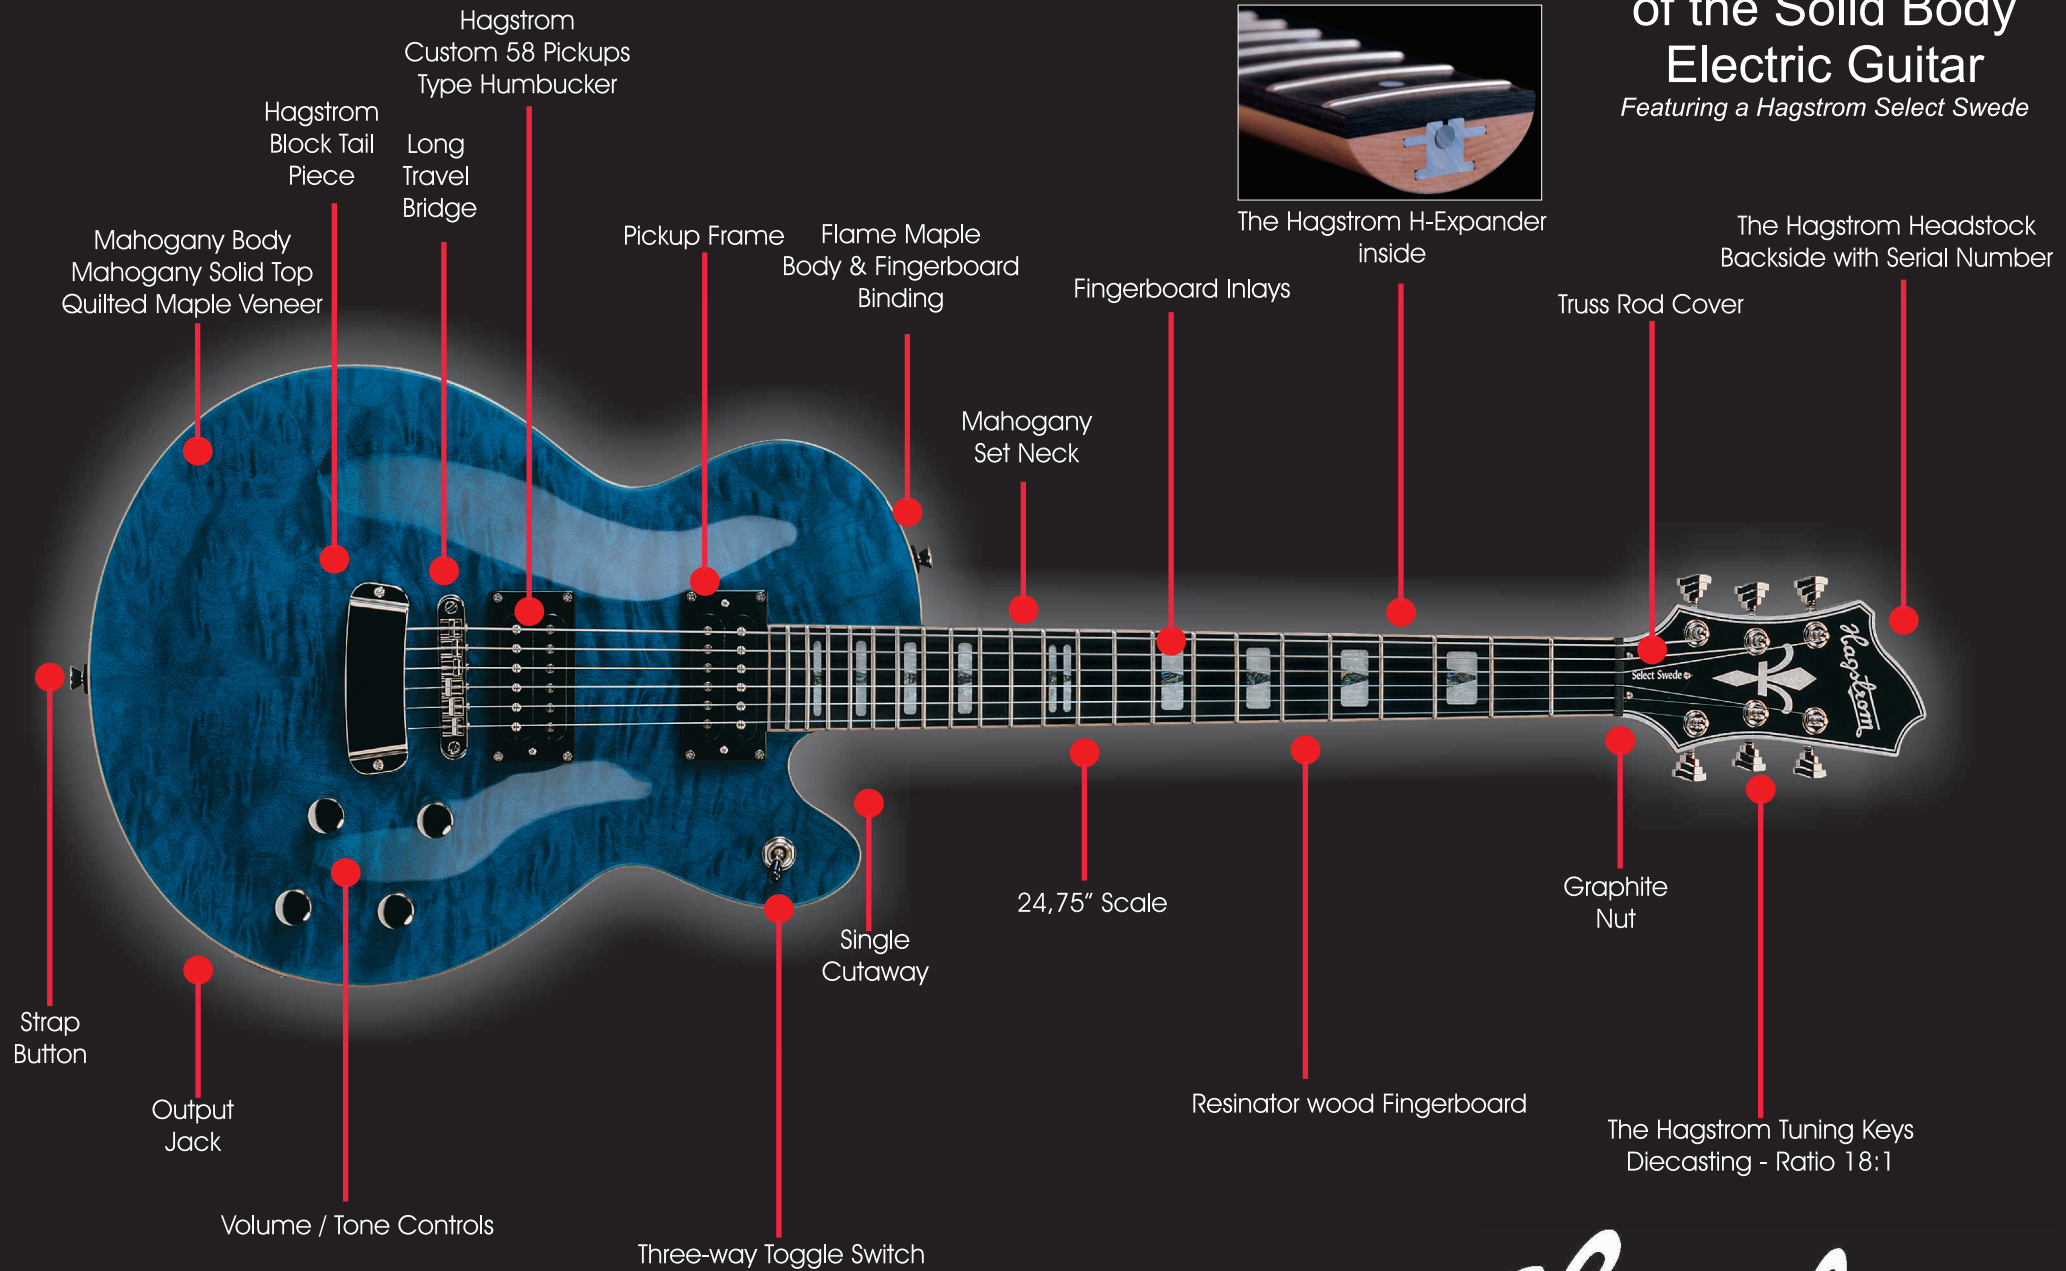 of the Solid Body
Electric Guitar
Featuring a Hagstrom Select Swede
Hagstrom
Custom 58 Pickups
Type Humbucker
Hagstrom
Block Tail
Piece
Long
Travel
Bridge
Mahogany Body
Mahogany Solid Top
Quilted Maple Veneer
Pickup Frame
Flame Maple
Body & Fingerboard
Binding
The Hagstrom H-Expander
inside
Fingerboard Inlays
The Hagstrom Headstock
Backside with Serial Number
Truss Rod Cover
Mahogany
Set Neck
Select Swede
Hagstrom
24,75” Scale
Graphite
Nut
Single
Cutaway
Strap
Button
Output
Jack
Resinator wood Fingerboard
The Hagstrom Tuning Keys
Diecasting - Ratio 18:1
Volume / Tone Controls
Three-way Toggle Switch